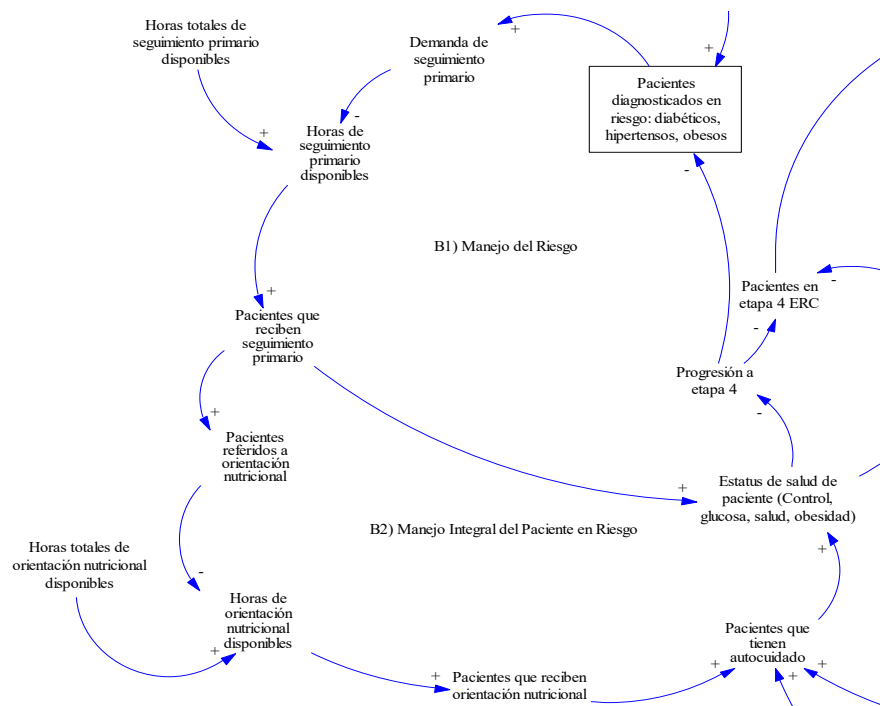 Horas totales de
seguimiento primario
disponibles
Demanda de
seguimiento
primario
+
+
Pacientes
diagnosticados en
riesgo: diabéticos,
hipertensos, obesos
-
+
Horas de
seguimiento
primario
disponibles
-
B1) Manejo del Riesgo
-
Pacientes en
etapa 4 ERC
+
Pacientes que
reciben
seguimiento
primario
-
Progresión a
etapa 4
-
+
Pacientes
referidos a
orientación
nutricional
+
Estatus de salud de
paciente (Control,
glucosa, salud, obesidad)
B2) Manejo Integral del Paciente en Riesgo
+
Horas totales de
orientación nutricional
disponibles
-
Horas de
orientación
nutricional
disponibles
+
Pacientes que
tienen
autocuidado
+
Pacientes que reciben
orientación nutricional
+
+
+